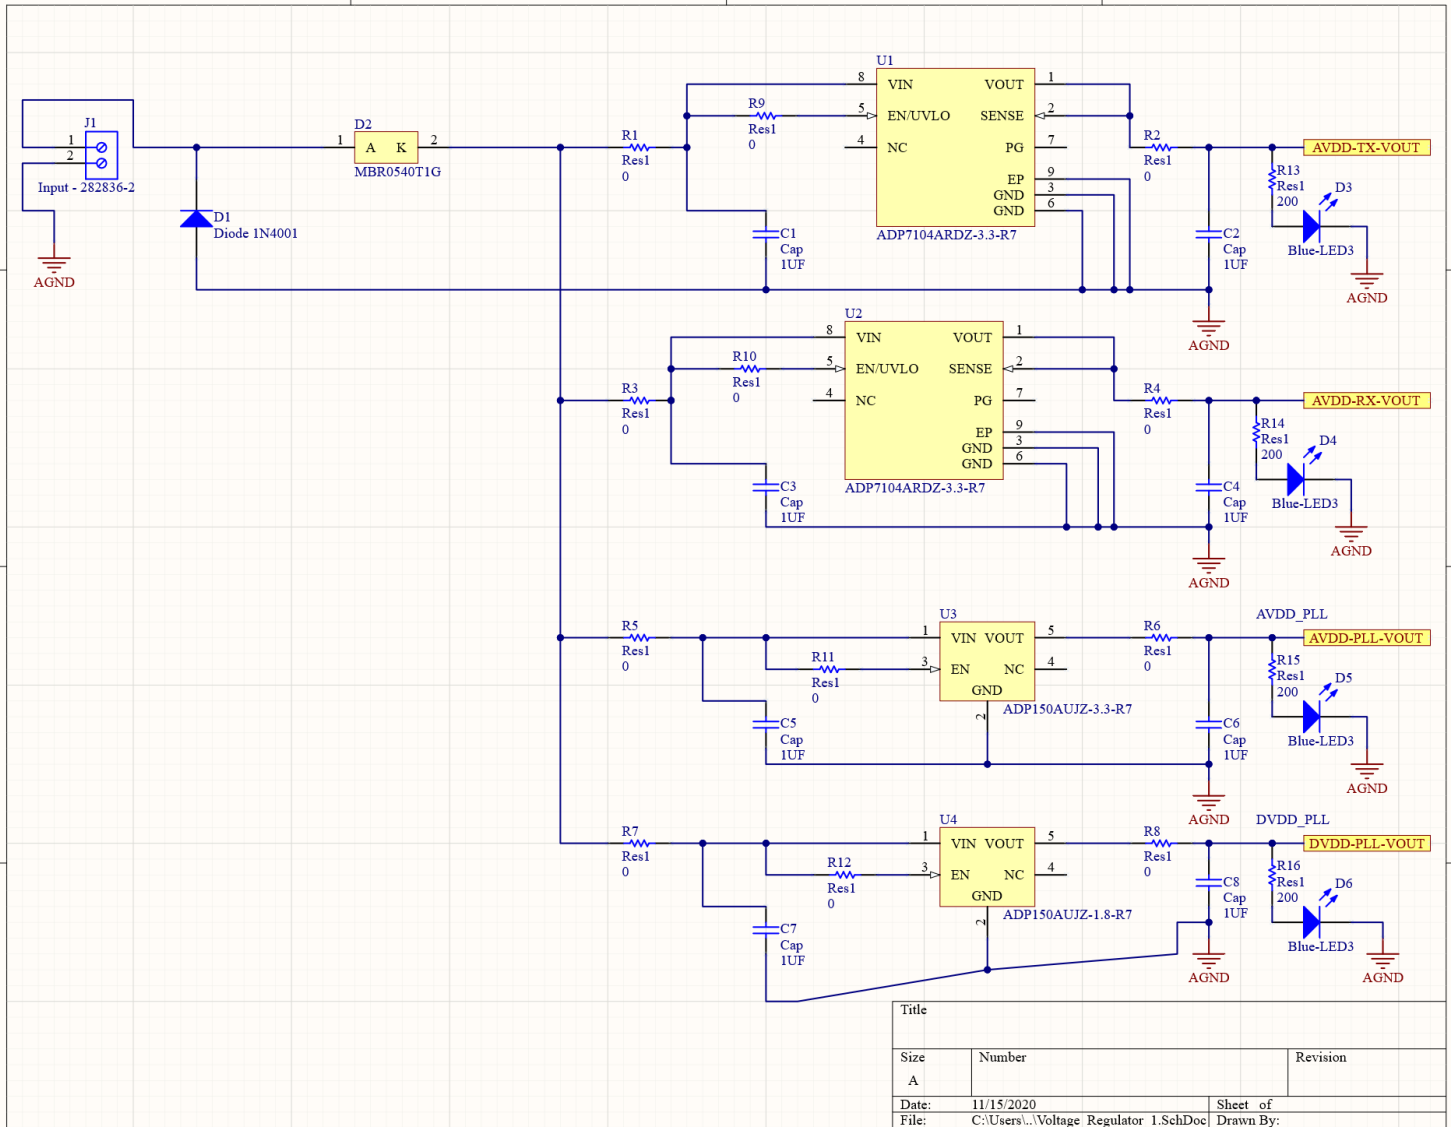 J1
1
2
Input - 282836-2
AGND
D1
Diode 1N4001
D2
1 A K 2
MBR0540T1G
R1
Res1
0
R9
Res1
0
C1
Cap
1UF
U1
8 VIN VOUT 1
5 EN/UVLO SENSE 2
4 NC PG 7
EP 9
GND 3
GND 6
ADP7104ARDZ-3.3-R7
R2
Res1
0
C2
Cap
1UF
AGND
AVDD-TX-VOUT
R13
Res1
200
D3
Blue-LED3
AGND
R3
Res1
0
R10
Res1
0
C3
Cap
1UF
U2
8 VIN VOUT 1
5 EN/UVLO SENSE 2
4 NC PG 7
EP 9
GND 3
GND 6
ADP7104ARDZ-3.3-R7
R4
Res1
0
C4
Cap
1UF
AGND
AVDD-RX-VOUT
R14
Res1
200
D4
Blue-LED3
AGND
R5
Res1
0
R11
Res1
0
C5
Cap
1UF
U3
1 VIN VOUT 5
3 EN NC 4
GND
2
ADP150AUJZ-3.3-R7
R6
Res1
0
C6
Cap
1UF
AGND
AVDD_PLL
AVDD-PLL-VOUT
R15
Res1
200
D5
Blue-LED3
AGND
R7
Res1
0
R12
Res1
0
C7
Cap
1UF
U4
1 VIN VOUT 5
3 EN NC 4
GND
2
ADP150AUJZ-1.8-R7
R8
Res1
0
C8
Cap
1UF
AGND
DVDD_PLL
DVDD-PLL-VOUT
R16
Res1
200
D6
Blue-LED3
AGND
Title
Size Number Revision
A
Date: 11/15/2020 Sheet of
File: C:\Users\..\Voltage Regulator 1.SchDoc Drawn By: